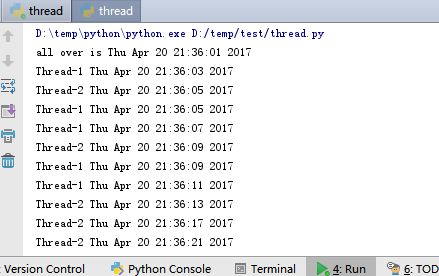 thread thread
D:\temp\python\python.exe D:/temp/test/thread.py
all over is Thu Apr 20 21:36:01 2017
Thread-1 Thu Apr 20 21:36:03 2017
Thread-2 Thu Apr 20 21:36:05 2017
Thread-1 Thu Apr 20 21:36:05 2017
Thread-1 Thu Apr 20 21:36:07 2017
Thread-2 Thu Apr 20 21:36:09 2017
Thread-1 Thu Apr 20 21:36:09 2017
Thread-1 Thu Apr 20 21:36:11 2017
Thread-2 Thu Apr 20 21:36:13 2017
Thread-2 Thu Apr 20 21:36:17 2017
Thread-2 Thu Apr 20 21:36:21 2017
Version Control Python Console Terminal 4: Run 6: TOD